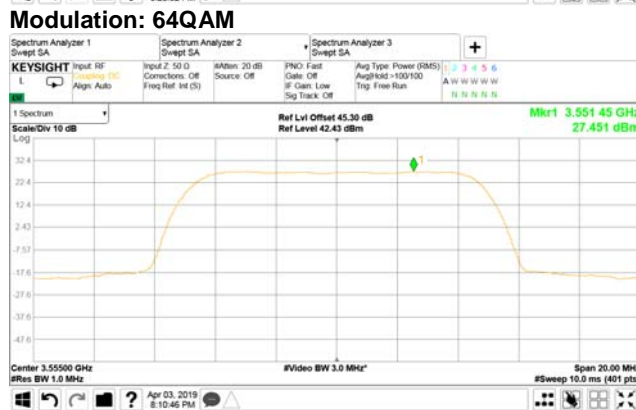 Modulation: 64QAM
Spectrum Analyzer 1
Swept SA
Spectrum Analyzer 2
Swept SA
Spectrum Analyzer 3
Swept SA
+
KEYSIGHT
L
Input: RF
Coupling: DC
Align: Auto
Input Z: 50 Ω
Corrections: Off
Freq Ref: Int (S)
#Atten: 20 dB
Source: Off
PNO: Fast
Gate: Off
IF Gain: Low
Sig Track: Off
Avg Type: Power (RMS)
Avg|Hold: >100/100
Trig: Free Run
1 2 3 4 5 6
A W W W W W
N N N N N
1 Spectrum
Scale/Div 10 dB
Log
Ref Lvl Offset 45.30 dB
Ref Level 42.43 dBm
Mkr1 3.551 45 GHz
27.451 dBm
1
32.4
22.4
12.4
2.43
-7.57
-17.6
-27.6
-37.6
-47.6
Center 3.55500 GHz
#Res BW 1.0 MHz
#Video BW 3.0 MHz*
Span 20.00 MH
#Sweep 10.0 ms (401 pts
?
Apr 03, 2019
8:10:46 PM